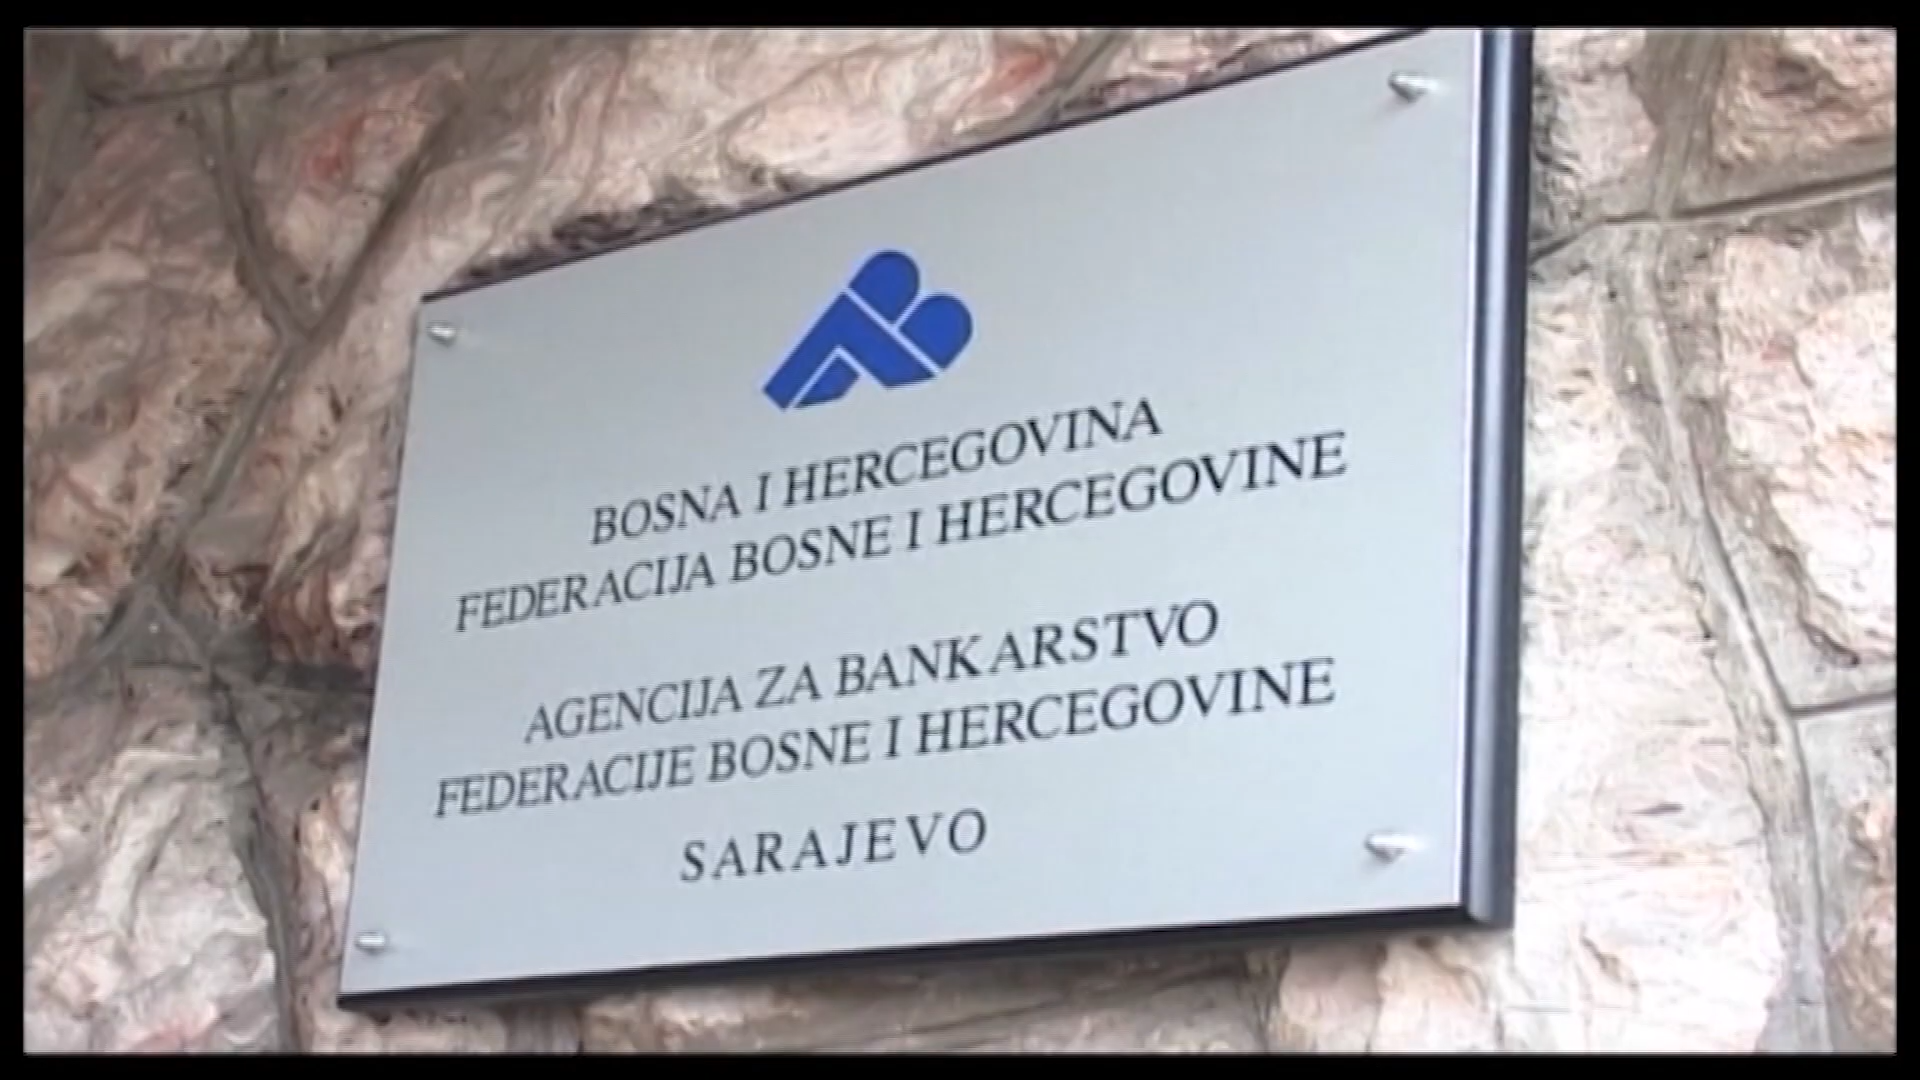 BOSNA I HERCEGOVINA
FEDERACIJA BOSNE I HERCEGOVINE
AGENCIJA ZA BANKARSTVO
FEDERACIJE BOSNE I HERCEGOVINE
SARAJEVO